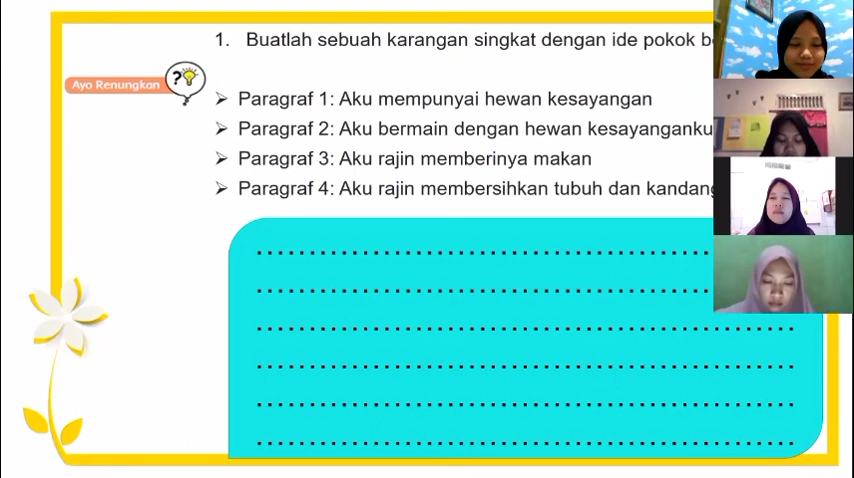 1. Buatlah sebuah karangan singkat dengan ide pokok
Ayo Renungkan
➢ Paragraf 1: Aku mempunyai hewan kesayangan
➢ Paragraf 2: Aku bermain dengan hewan kesayanganku
➢ Paragraf 3: Aku rajin memberinya makan
➢ Paragraf 4: Aku rajin membersihkan tubuh dan kandang